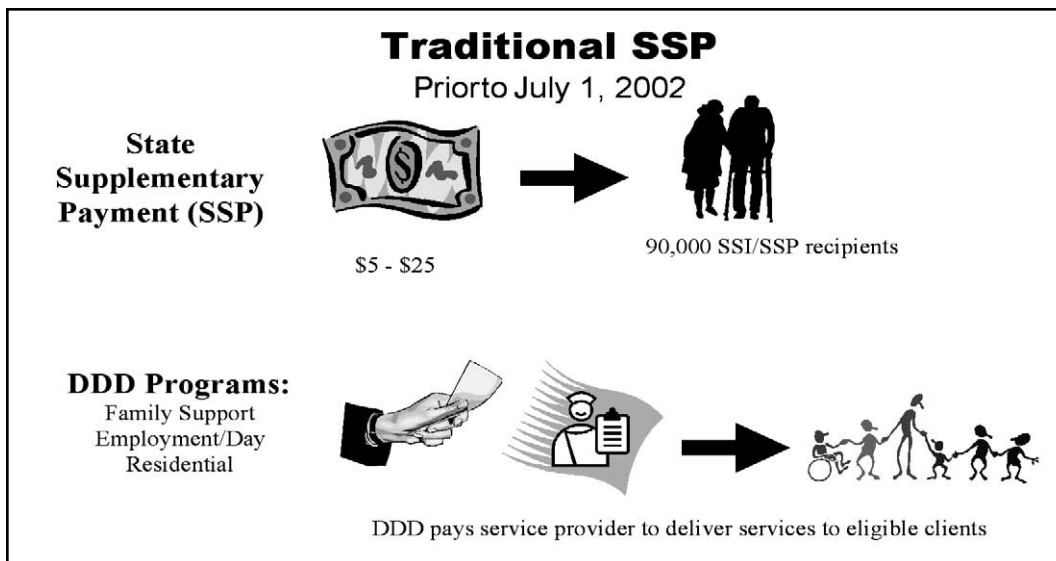 Traditional SSP
Priorto July 1, 2002
State
Supplementary
Payment (SSP)
$
$5 - $25
90,000 SSI/SSP recipients
DDD Programs:
Family Support
Employment/Day
Residential
DDD pays service provider to deliver services to eligible clients